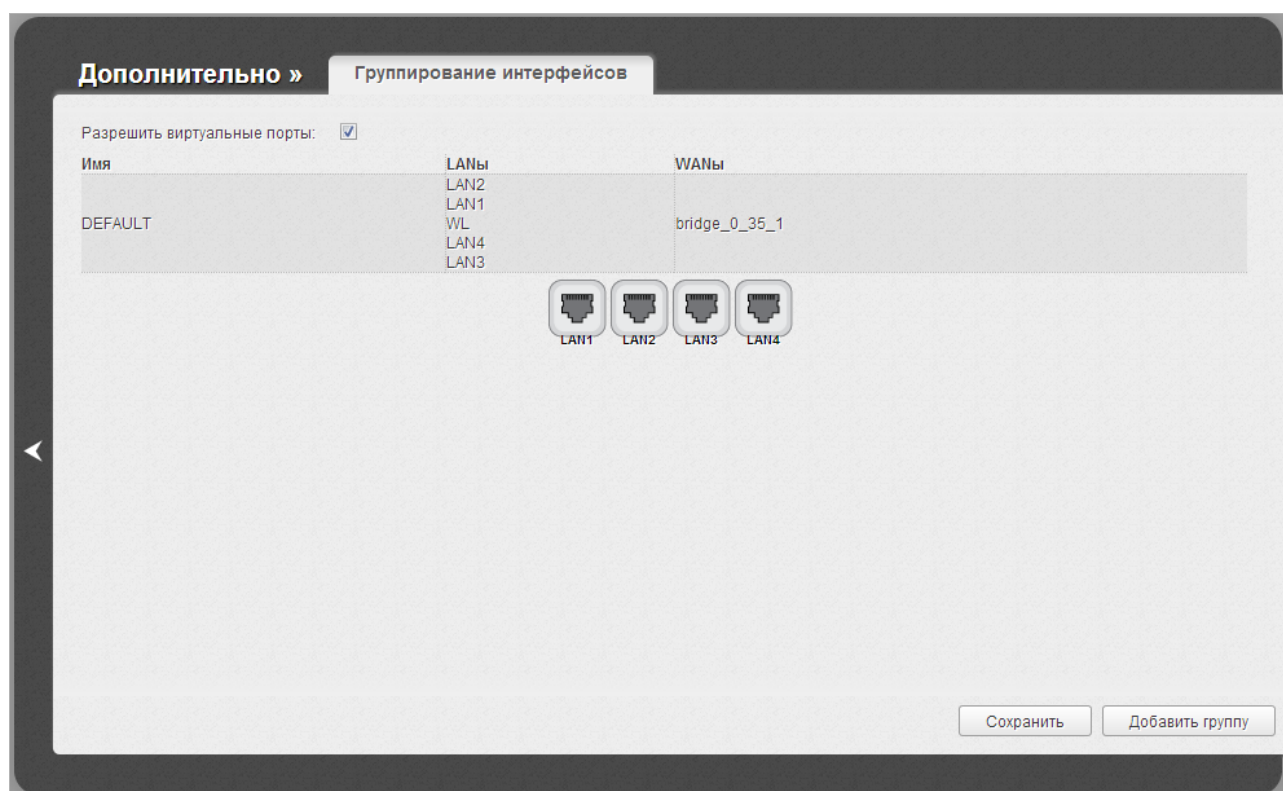 Дополнительно »
Группирование интерфейсов
Разрешить виртуальные порты:
Имя LANы WANы
LAN2
LAN1
DEFAULT WL bridge_0_35_1
LAN4
LAN3
LAN1 LAN2 LAN3 LAN4
Сохранить Добавить группу